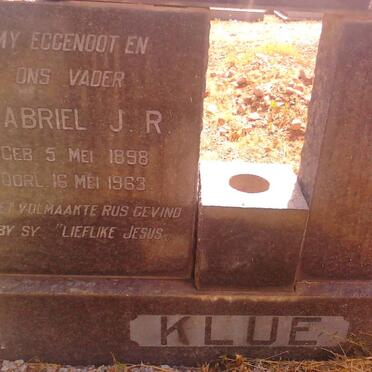 MY EGGENOOT EN
ONS VADER
ABRIEL J. R.
GEB 5 MEI 1898
OORL. 16 MEI 1963
VOLMAAKTE RUS GEVIND
BY SY "LIEFLIKE JESUS"
KLUE